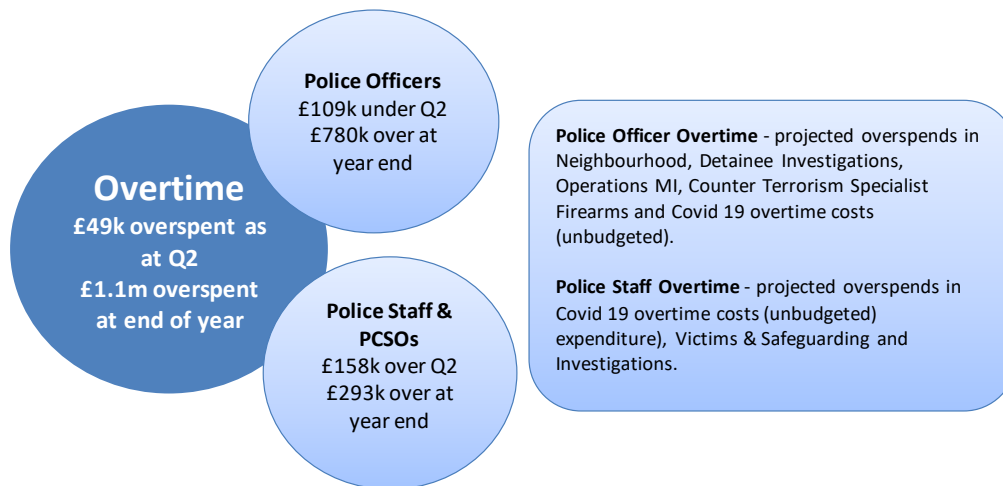 Overtime
£49k overspent as
at Q2
£1.1m overspent
at end of year
Police Officers
£109k under Q2
£780k over at
year end
Police Staff &
PCSOs
£158k over Q2
£293k over at
year end
Police Officer Overtime - projected overspends in
Neighbourhood, Detainee Investigations,
Operations MI, Counter Terrorism Specialist
Firearms and Covid 19 overtime costs
(unbudgeted).
Police Staff Overtime - projected overspends in
Covid 19 overtime costs (unbudgeted)
expenditure), Victims & Safeguarding and
Investigations.